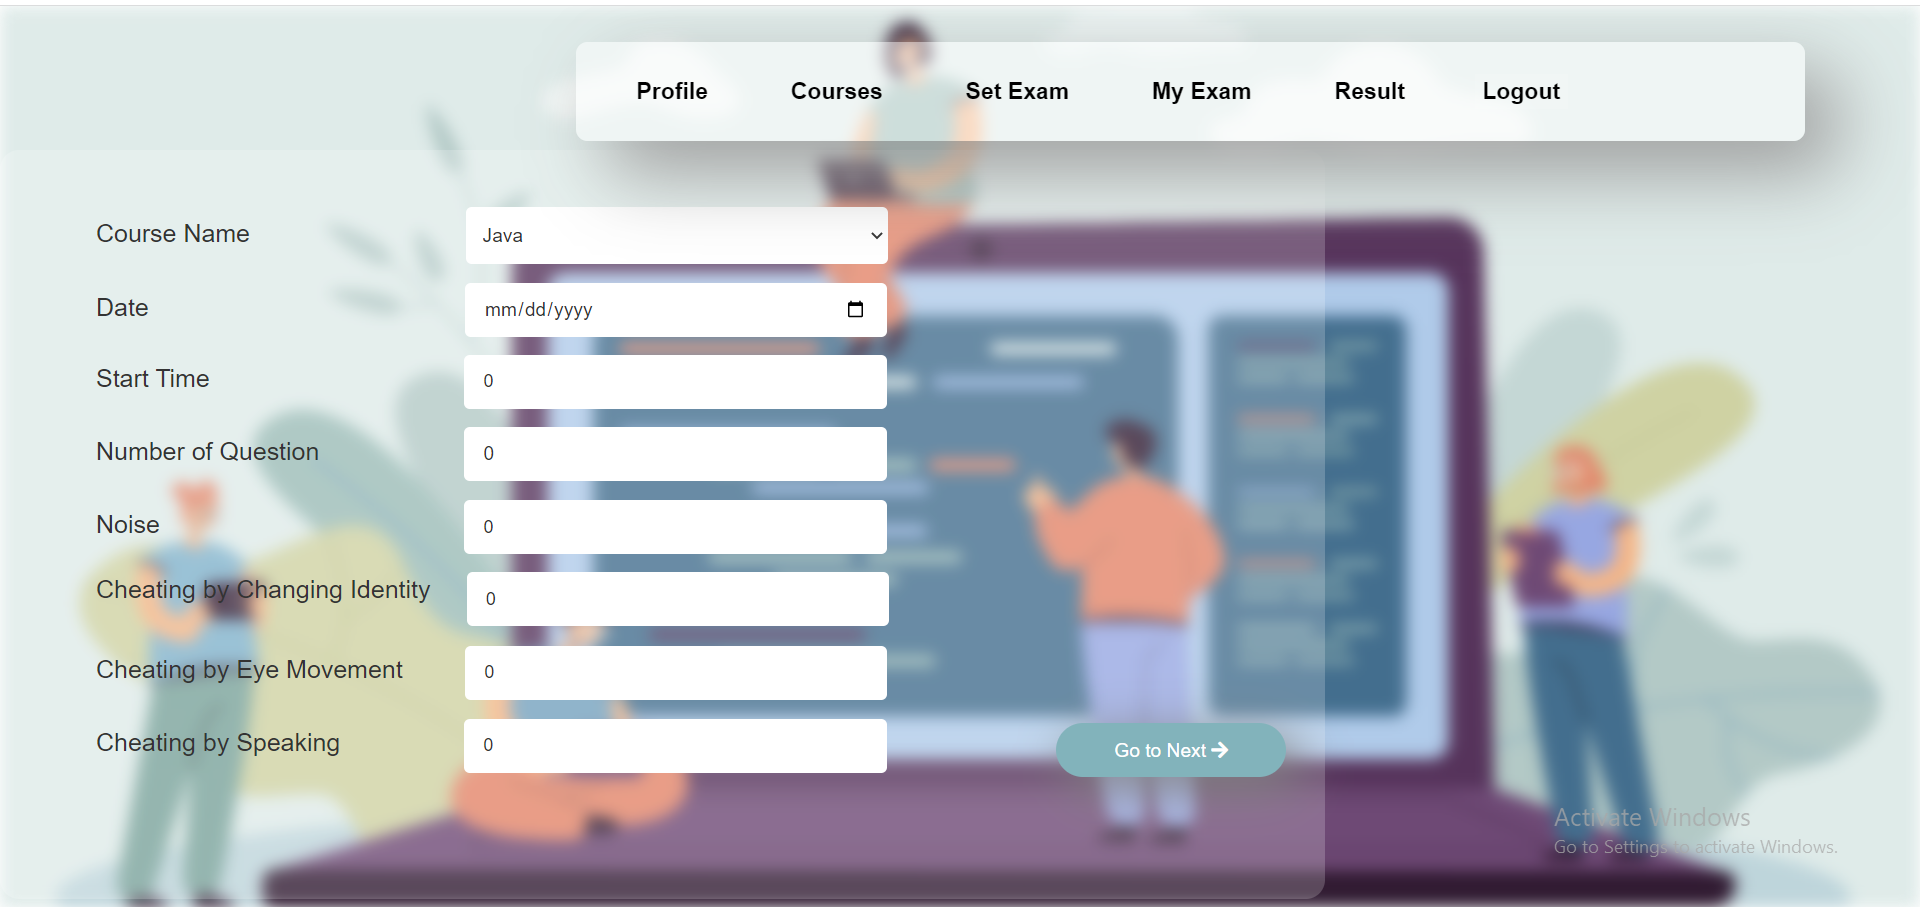 Profile Courses Set Exam My Exam Result Logout
Course Name Java
Date mm/dd/yyyy
Start Time 0
Number of Question 0
Noise 0
Cheating by Changing Identity 0
Cheating by Eye Movement 0
Cheating by Speaking 0
Go to Next
Activate Windows
Go to Settings to activate Windows.